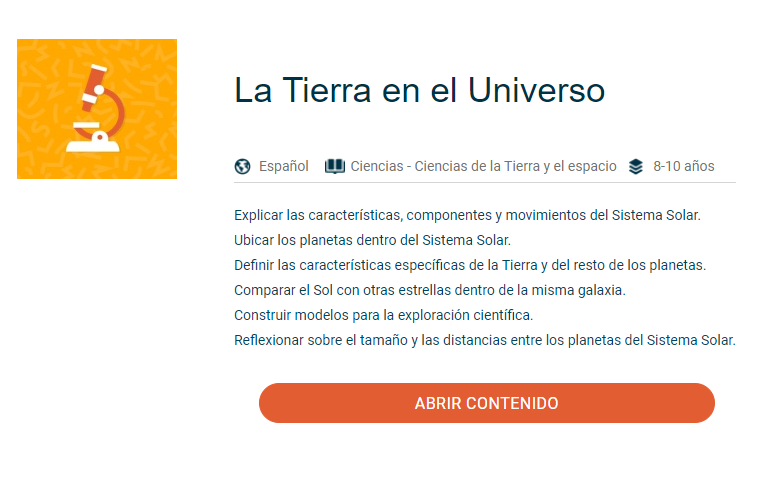 La Tierra en el Universo
Español Ciencias - Ciencias de la Tierra y el espacio 8-10 años
Explicar las características, componentes y movimientos del Sistema Solar.
Ubicar los planetas dentro del Sistema Solar.
Definir las características específicas de la Tierra y del resto de los planetas.
Comparar el Sol con otras estrellas dentro de la misma galaxia.
Construir modelos para la exploración científica.
Reflexionar sobre el tamaño y las distancias entre los planetas del Sistema Solar.
ABRIR CONTENIDO